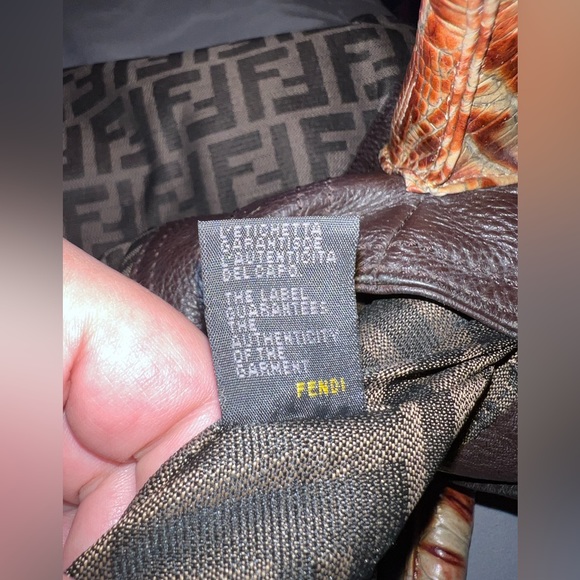 L'ETICHETTA
GARANTISCE
L'AUTENTICITA
DEL CAPO.
THE LABEL
GUARANTEES
THE
AUTHENTICITY
OF THE
GARMENT
FENDI